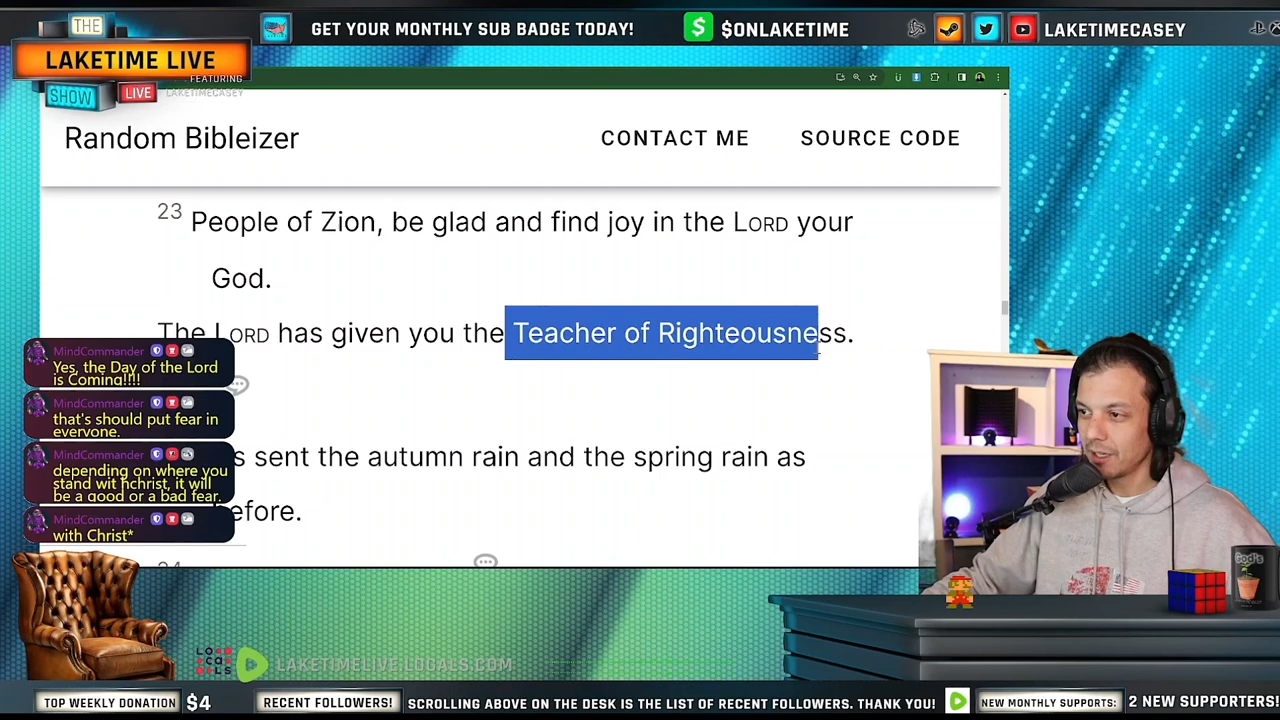 THE
LAKETIME LIVE
FEATURING
LAKETIMECASEY
SHOW
LIVE
GET YOUR MONTHLY SUB BADGE TODAY!
$ONLAKETIME
LAKETIMECASEY
Random Bibleizer
CONTACT ME
SOURCE CODE
23 People of Zion, be glad and find joy in the LORD your
God.
The LORD has given you the Teacher of Righteousness.
s sent the autumn rain and the spring rain as
before.
24
MindCommander
Yes, the Day of the Lord
is Coming!!!!
MindCommander
that's should put fear in
everyone.
MindCommander
depending on where you
stand wit hchrist, it will
be a good or a bad fear.
MindCommander
with Christ*
God's
LOCALS
LAKETIMELIVE.LOCALS.COM
TOP WEEKLY DONATION
$4
RECENT FOLLOWERS!
SCROLLING ABOVE ON THE DESK IS THE LIST OF RECENT FOLLOWERS. THANK YOU!
NEW MONTHLY SUPPORTS:
2 NEW SUPPORTERS!